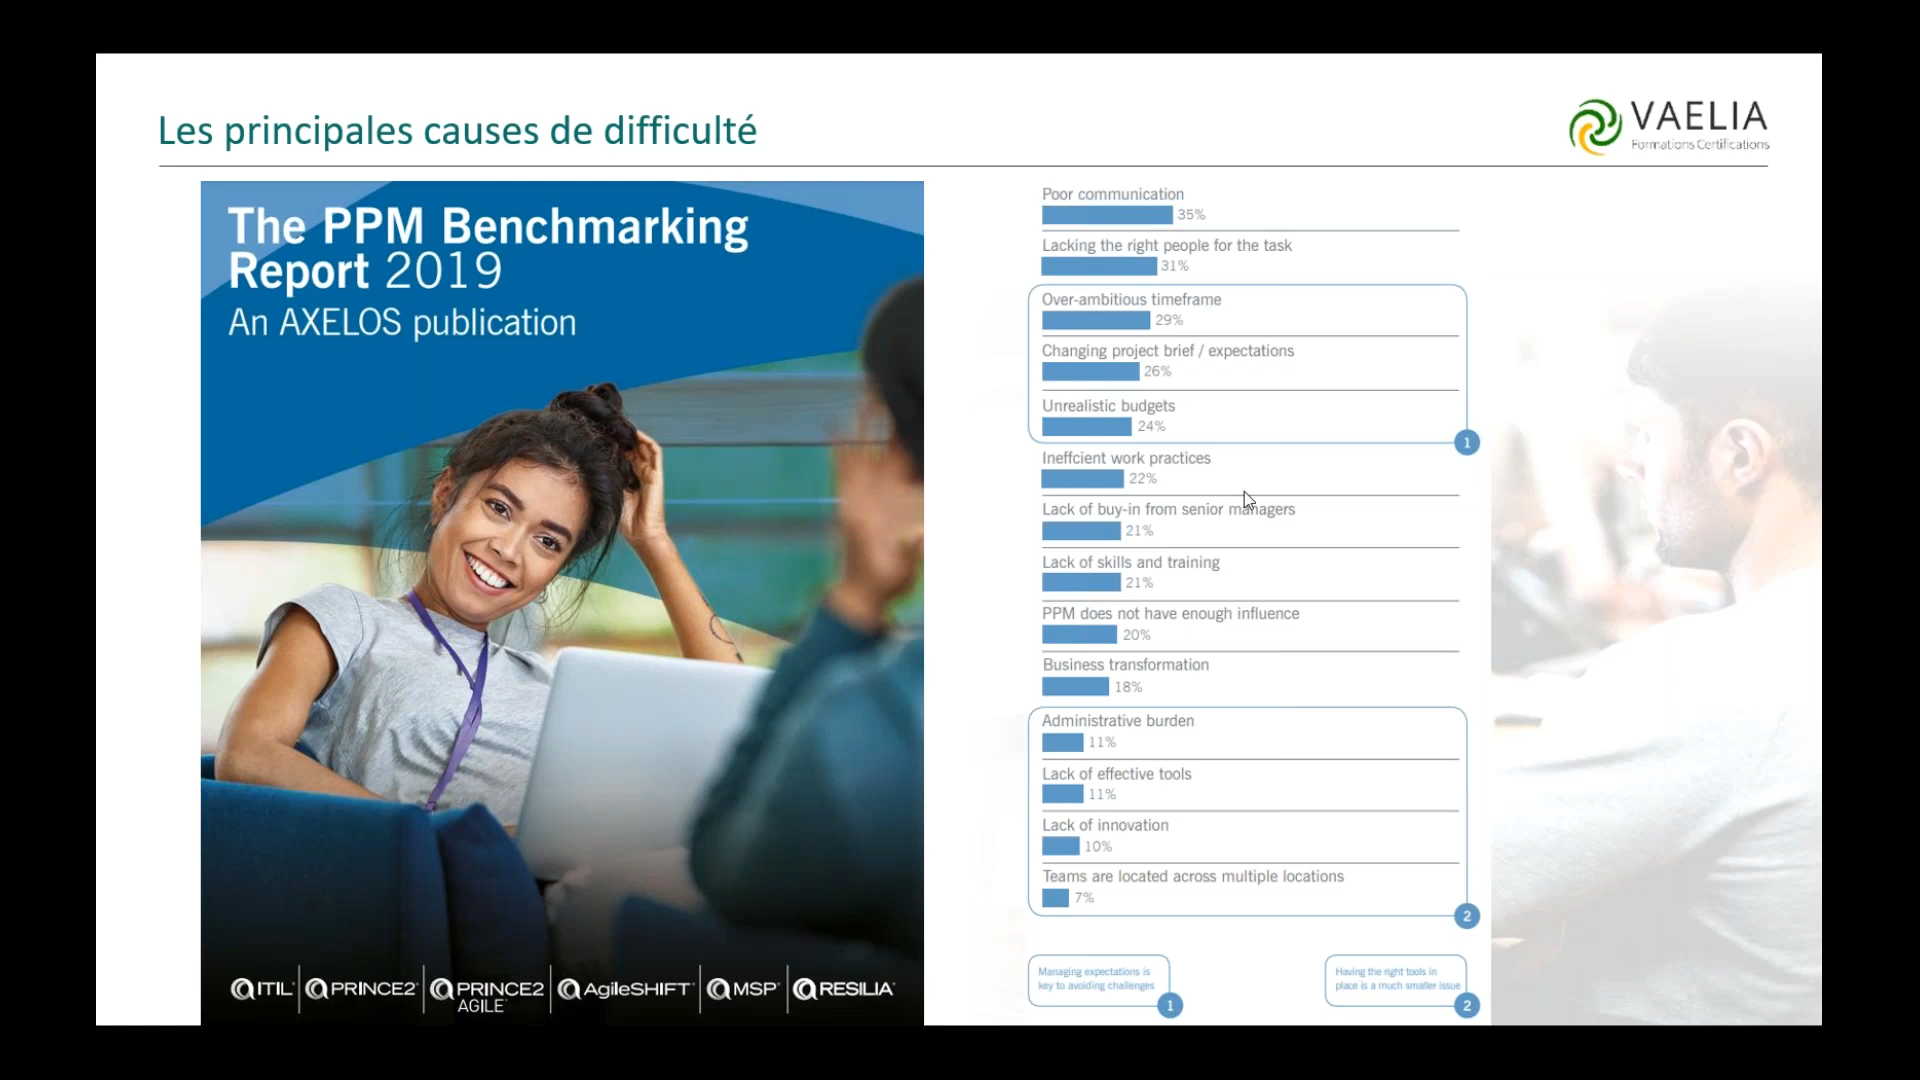 Les principales causes de difficulté
VAELIA
Formations Certifications
The PPM Benchmarking
Report 2019
An AXELOS publication
ITIL
PRINCE2
PRINCE2
AGILE
AgileSHIFT
MSP
RESILIA
Poor communication
35%
Lacking the right people for the task
31%
Over-ambitious timeframe
29%
Changing project brief / expectations
26%
Unrealistic budgets
24%
1
Ineffcient work practices
22%
Lack of buy-in from senior managers
21%
Lack of skills and training
21%
PPM does not have enough influence
20%
Business transformation
18%
Administrative burden
11%
Lack of effective tools
11%
Lack of innovation
10%
Teams are located across multiple locations
7%
2
Managing expectations is
key to avoiding challenges
1
Having the right tools in
place is a much smaller issue
2